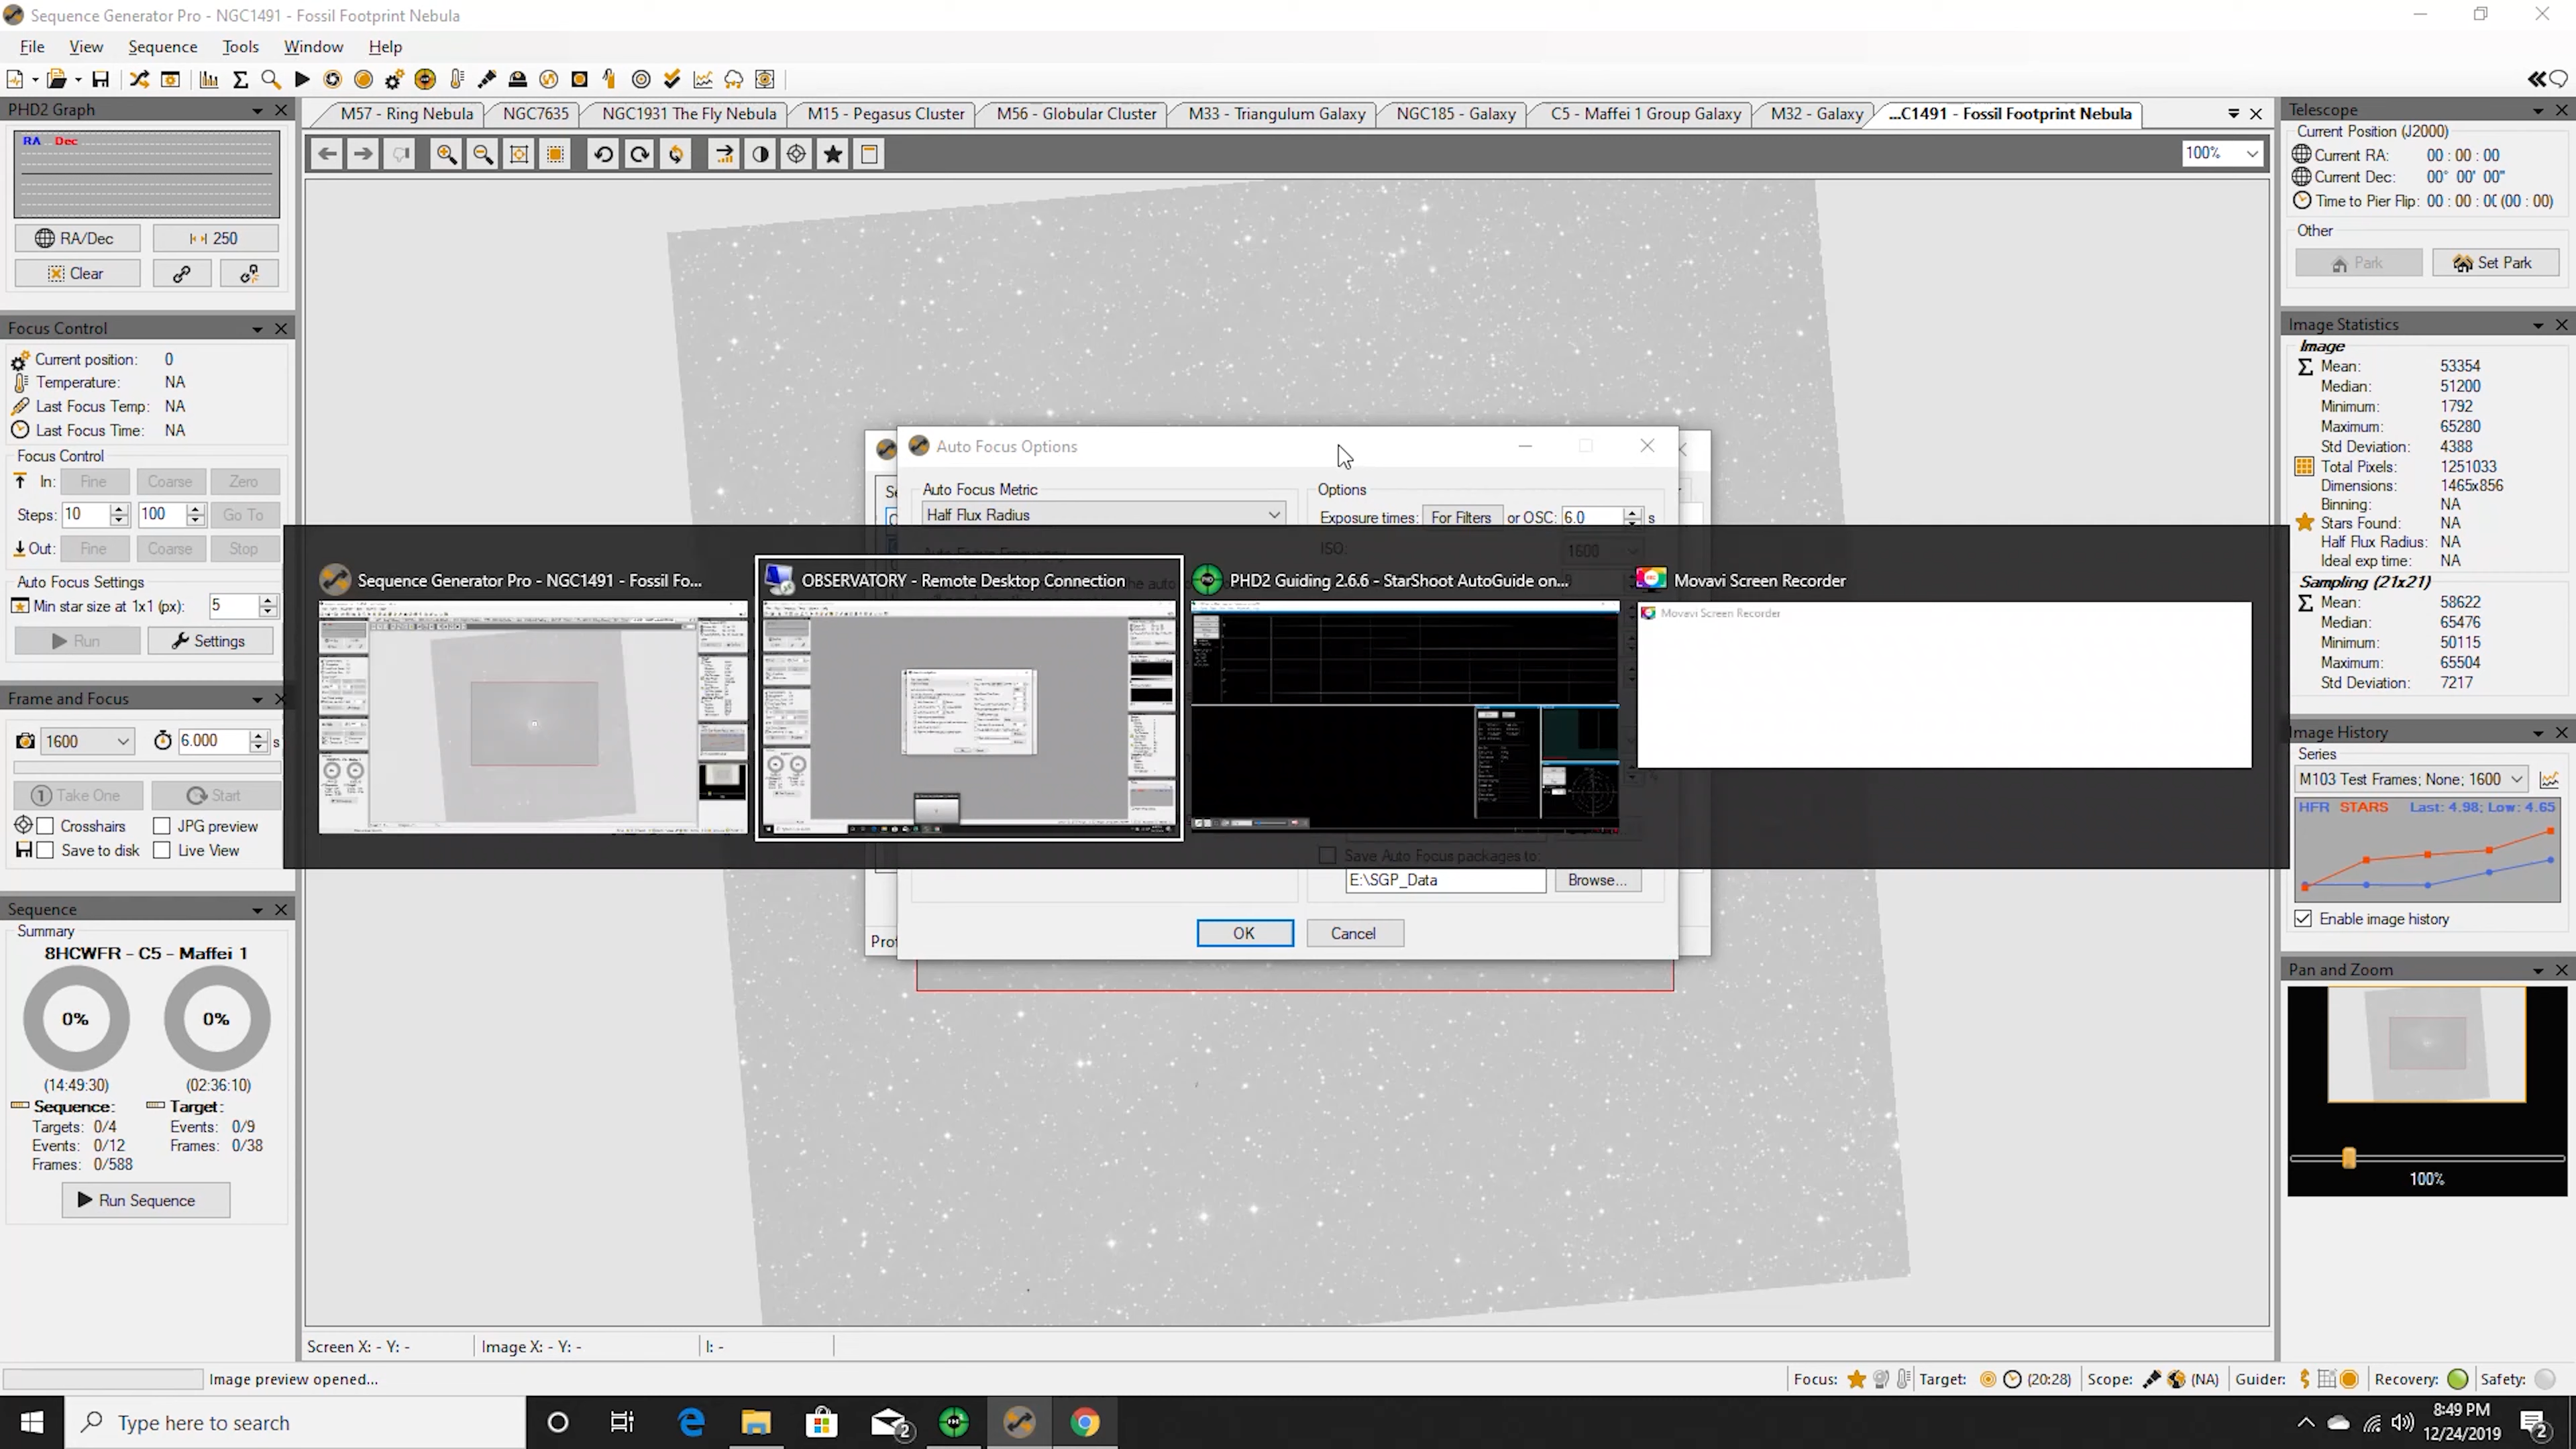 Sequence Generator Pro - NGC1491 - Fossil Footprint Nebula
File View Sequence Tools Window Help
PHD2 Graph
RA Dec
RA/Dec 250
Clear
Focus Control
Current position: 0
Temperature: NA
Last Focus Temp: NA
Last Focus Time: NA
Focus Control
In: Fine Coarse Zero
Steps: 10 100 Go To
Out: Fine Coarse Stop
Auto Focus Settings
Min star size at 1x1 (px): 5
Run Settings
Frame and Focus
1600 6.000 s
1 Take One Start
Crosshairs JPG preview
Save to disk Live View
Sequence
Summary
8HCWFR - C5 - Maffei 1
0% 0%
(14:49:30) (02:36:10)
Sequence: Target:
Targets: 0/4 Events: 0/9
Events: 0/12 Frames: 0/38
Frames: 0/588
Run Sequence
M57 - Ring Nebula NGC7635 NGC1931 The Fly Nebula M15 - Pegasus Cluster M56 - Globular Cluster M33 - Triangulum Galaxy NGC185 - Galaxy C5 - Maffei 1 Group Galaxy M32 - Galaxy ...C1491 - Fossil Footprint Nebula
100%
Auto Focus Options
Auto Focus Metric
Half Flux Radius
Options
Exposure times: For Filters or OSC: 6.0 s
ISO: 1600
Sequence Generator Pro - NGC1491 - Fossil Fo...
OBSERVATORY - Remote Desktop Connection
PHD2 Guiding 2.6.6 - StarShoot AutoGuide on...
Movavi Screen Recorder
Movavi Screen Recorder
Save Auto Focus packages to:
E:\SGP_Data Browse...
OK Cancel
Screen X: - Y: - Image X: - Y: - I: -
Telescope
Current Position (J2000)
Current RA: 00 : 00 : 00
Current Dec: 00° 00' 00"
Time to Pier Flip: 00 : 00 : 0( (00 : 00)
Other
Park Set Park
Image Statistics
Image
Mean: 53354
Median: 51200
Minimum: 1792
Maximum: 65280
Std Deviation: 4388
Total Pixels: 1251033
Dimensions: 1465x856
Binning: NA
Stars Found: NA
Half Flux Radius: NA
Ideal exp time: NA
Sampling (21x21)
Mean: 58622
Median: 65476
Minimum: 50115
Maximum: 65504
Std Deviation: 7217
Image History
Series
M103 Test Frames; None; 1600
HFR STARS Last: 4.98; Low: 4.65
Enable image history
Pan and Zoom
100%
Image preview opened...
Focus: Target: (20:28) Scope: (NA) Guider: Recovery: Safety:
Type here to search
2
8:49 PM
12/24/2019
2